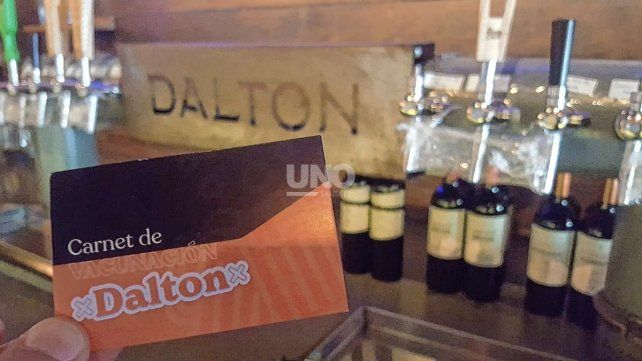 DALTON
UNO
Carnet de
VACUNACIÓN
Dalton